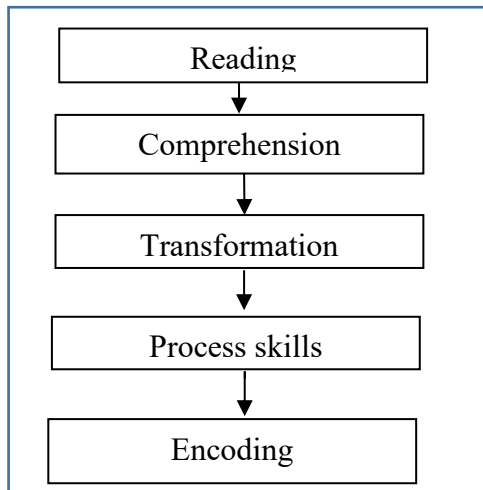 Reading
Comprehension
Transformation
Process skills
Encoding